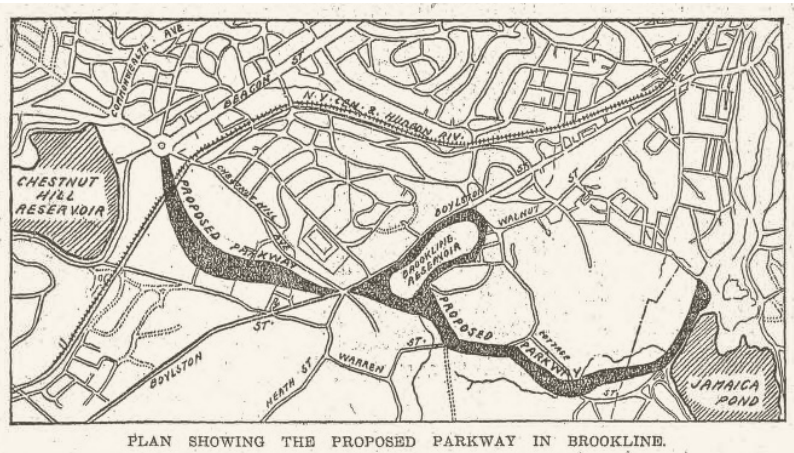 COMMONWEALTH AVE.
BEACON ST
N.Y. CEN. & HUDSON RIV.
CHESTNUT
HILL
RESERVOIR
CHESTNUT HILL AVE.
PROPOSED PARKWAY
BOYLSTON ST.
WALNUT ST
BROOKLINE
RESERVOIR
PROPOSED
PARKWAY
COTTAGE ST.
BOYLSTON ST.
HEATH ST
WARREN ST.
JAMAICA
POND
PLAN SHOWING THE PROPOSED PARKWAY IN BROOKLINE.